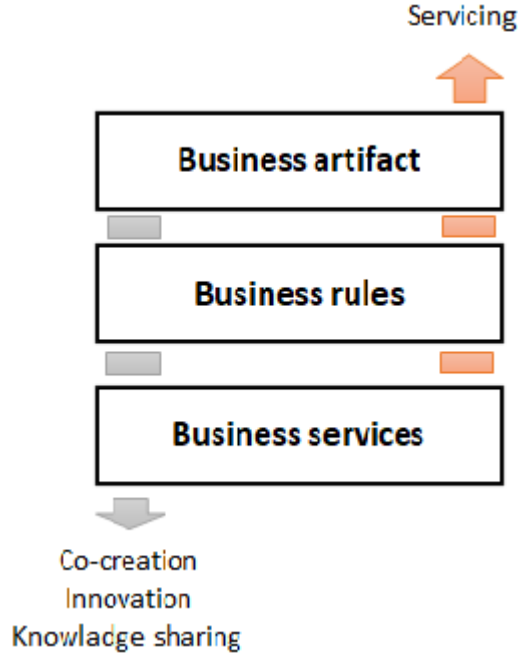 Servicing
Business artifact
Business rules
Business services
Co-creation
Innovation
Knowladge sharing